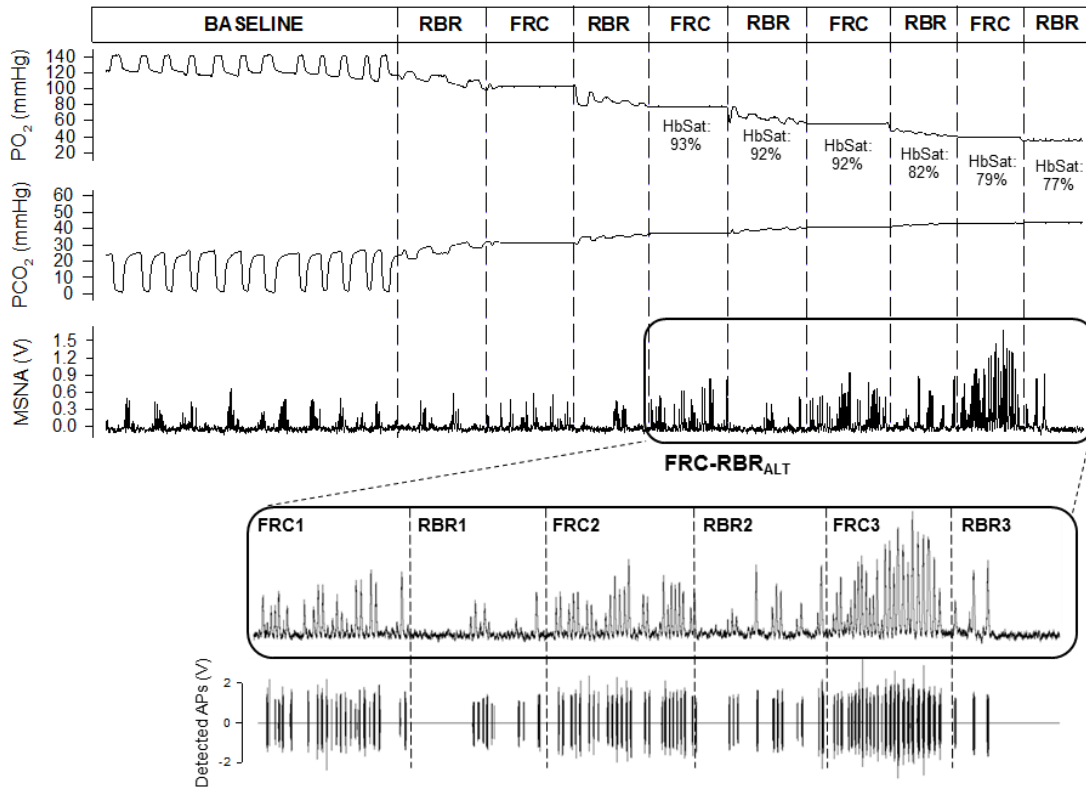 BASELINE RBR FRC RBR FRC RBR FRC RBR FRC RBR
PO2 (mmHg)
140
120
100
80
60
40
20
HbSat: 93%
HbSat: 92%
HbSat: 92%
HbSat: 82%
HbSat: 79%
HbSat: 77%
PCO2 (mmHg)
60
50
40
30
20
10
0
MSNA (V)
1.5
1.2
0.9
0.6
0.3
0.0
FRC-RBRALT
FRC1 RBR1 FRC2 RBR2 FRC3 RBR3
Detected APs (V)
2
0
-2